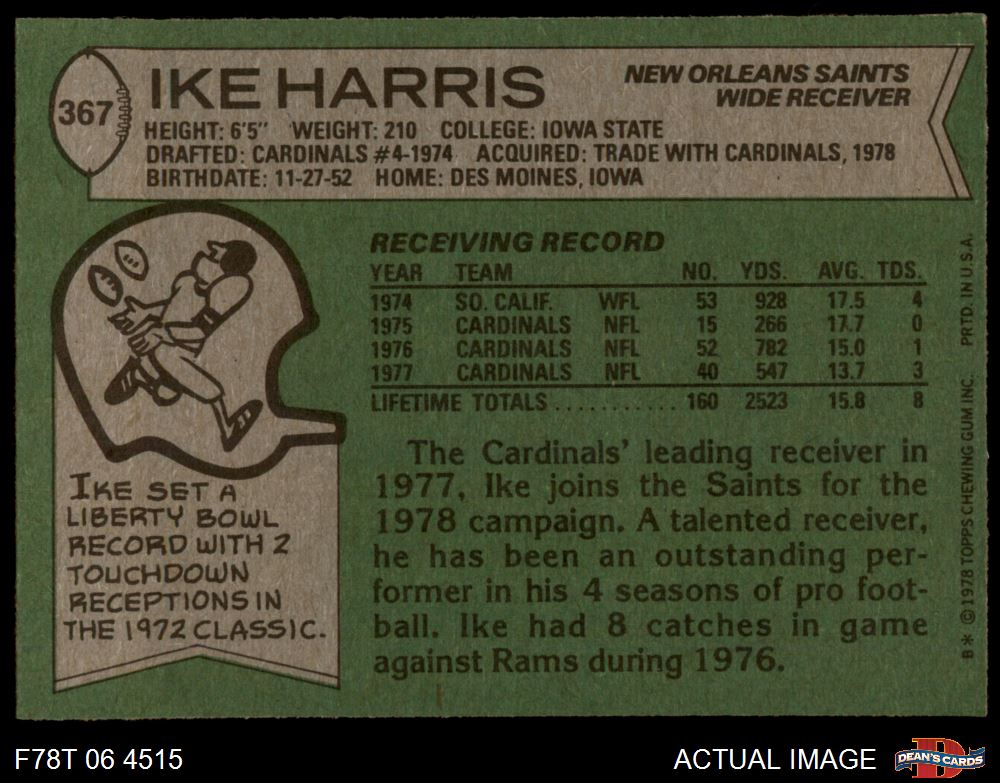 367
IKE HARRIS
NEW ORLEANS SAINTS
WIDE RECEIVER
HEIGHT: 6'5" WEIGHT: 210 COLLEGE: IOWA STATE
DRAFTED: CARDINALS #4-1974 ACQUIRED: TRADE WITH CARDINALS, 1978
BIRTHDATE: 11-27-52 HOME: DES MOINES, IOWA
RECEIVING RECORD
YEAR TEAM NO. YDS. AVG. TDS.
1974 SO. CALIF. WFL 53 928 17.5 4
1975 CARDINALS NFL 15 266 17.7 0
1976 CARDINALS NFL 52 782 15.0 1
1977 CARDINALS NFL 40 547 13.7 3
LIFETIME TOTALS ........... 160 2523 15.8 8
The Cardinals' leading receiver in
1977, Ike joins the Saints for the
1978 campaign. A talented receiver,
he has been an outstanding per-
former in his 4 seasons of pro foot-
ball. Ike had 8 catches in game
against Rams during 1976.
IKE SET A
LIBERTY BOWL
RECORD WITH 2
TOUCHDOWN
RECEPTIONS IN
THE 1972 CLASSIC.
B* ©1978 TOPPS CHEWING GUM INC. PRTD. IN U.S.A.
F78T 06 4515
ACTUAL IMAGE
D
DEAN'S CARDS